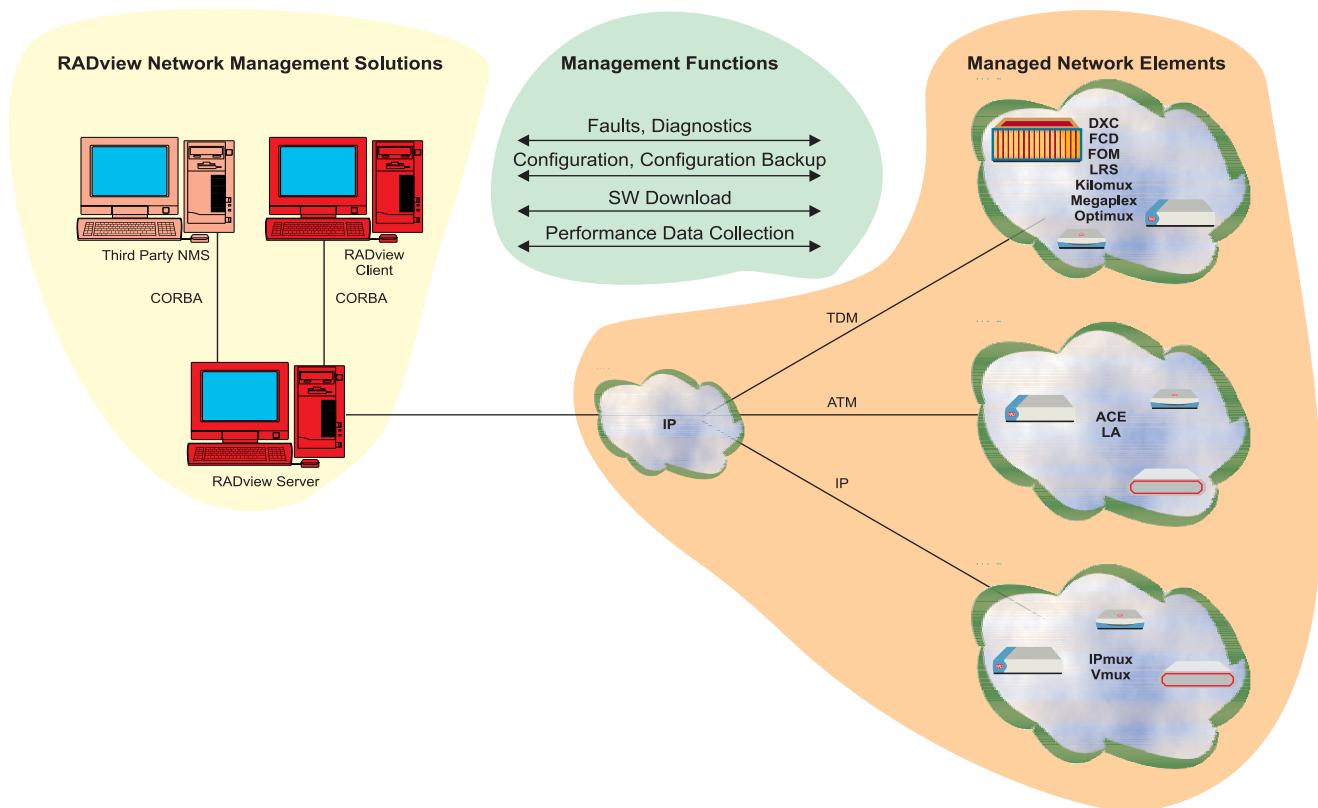 RADview Network Management Solutions
Third Party NMS
RADview
Client
CORBA
CORBA
RADview Server
Management Functions
Faults, Diagnostics
Configuration, Configuration Backup
SW Download
Performance Data Collection
Managed Network Elements
DXC
FCD
FOM
LRS
Kilomux
Megaplex
Optimux
TDM
IP
ATM
ACE
LA
IP
IPmux
Vmux